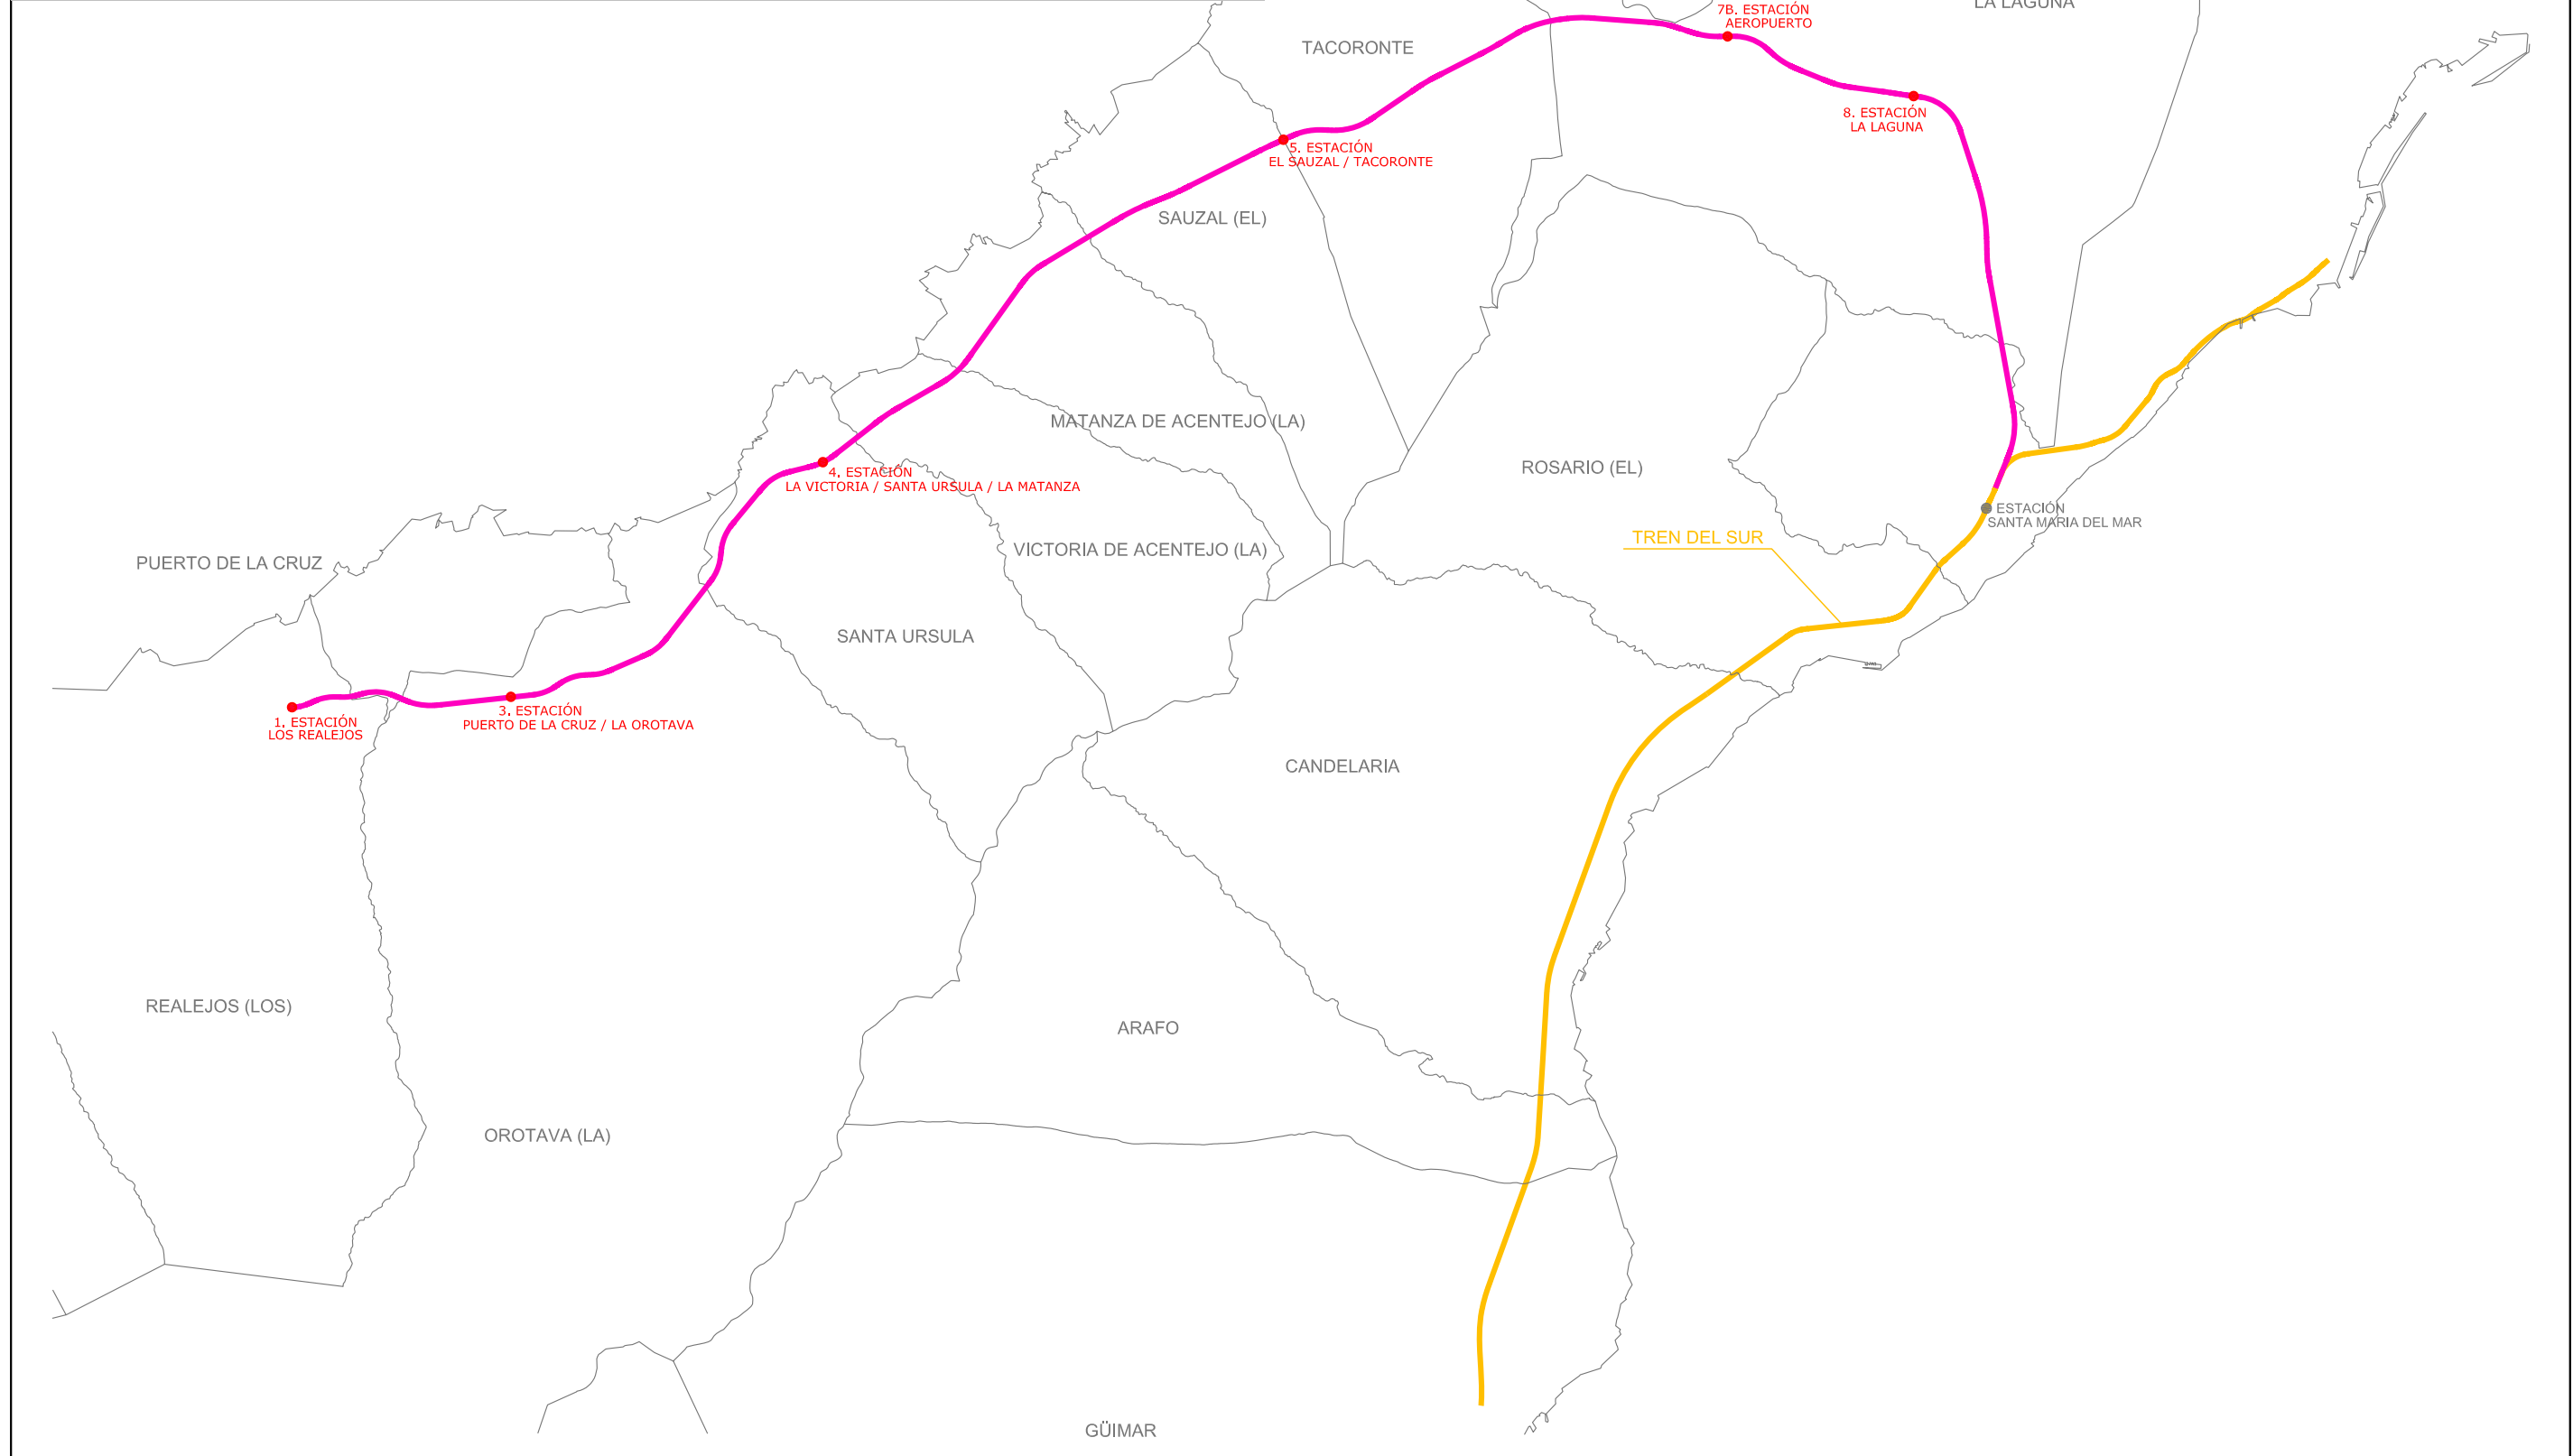 LA LAGUNA
7B. ESTACIÓN
AEROPUERTO
TACORONTE
8. ESTACIÓN
LA LAGUNA
5. ESTACIÓN
EL SAUZAL / TACORONTE
SAUZAL (EL)
MATANZA DE ACENTEJO (LA)
4. ESTACIÓN
LA VICTORIA / SANTA URSULA / LA MATANZA
ROSARIO (EL)
ESTACIÓN
SANTA MARIA DEL MAR
TREN DEL SUR
VICTORIA DE ACENTEJO (LA)
PUERTO DE LA CRUZ
SANTA URSULA
1. ESTACIÓN
LOS REALEJOS
3. ESTACIÓN
PUERTO DE LA CRUZ / LA OROTAVA
CANDELARIA
REALEJOS (LOS)
ARAFO
OROTAVA (LA)
GÜIMAR